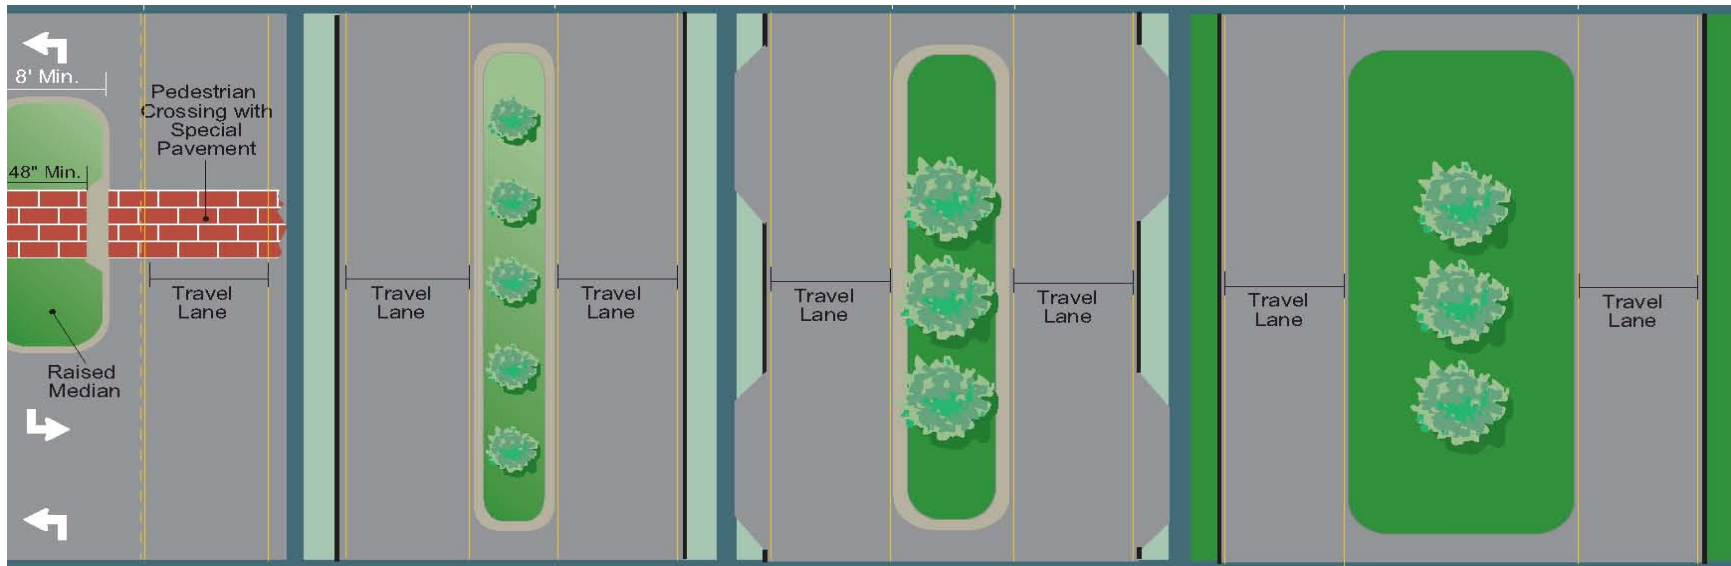 8' Min.
Pedestrian
Crossing with
Special
Pavement
48" Min.
Travel
Lane
Raised
Median
Travel
Lane
Travel
Lane
Travel
Lane
Travel
Lane
Travel
Lane
Travel
Lane